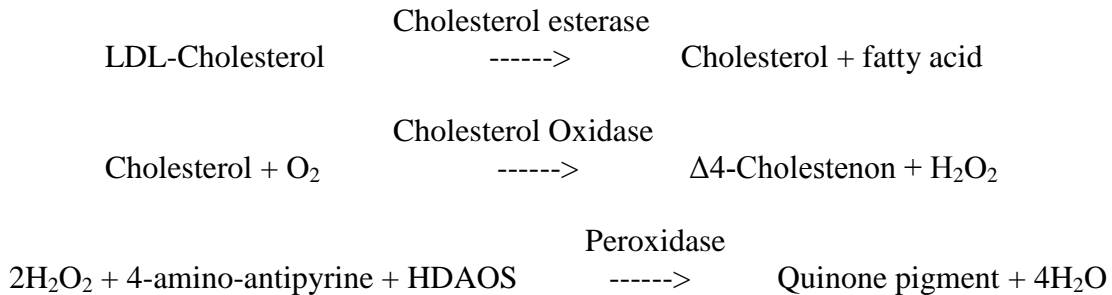 Cholesterol esterase
LDL-Cholesterol ------> Cholesterol + fatty acid
Cholesterol Oxidase
Cholesterol + O₂ ------> Δ4-Cholestenon + H₂O₂
Peroxidase
2H₂O₂ + 4-amino-antipyrine + HDAOS ------> Quinone pigment + 4H₂O